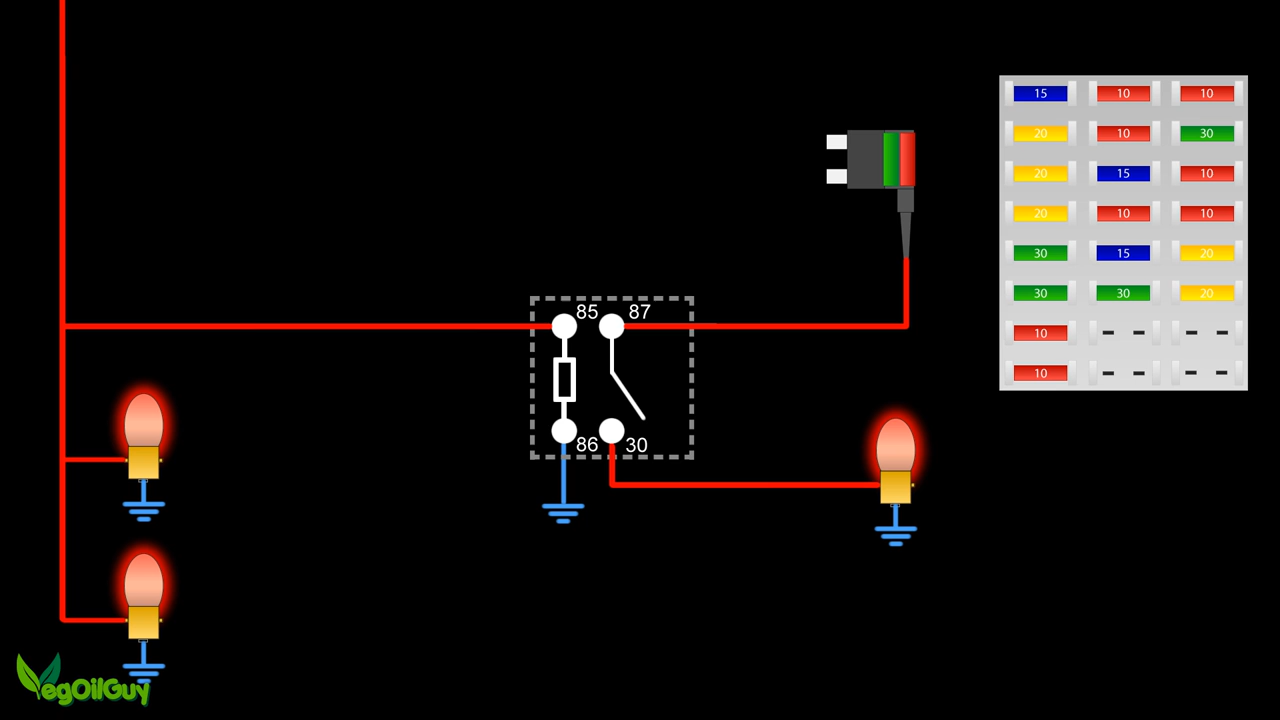 15 10 10
20 10 30
20 15 10
20 10 10
30 15 20
30 30 20
10 - - - -
10 - - - -
85 87
86 30
VegOilGuy